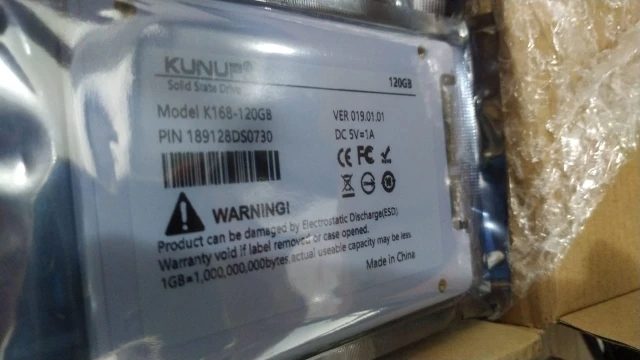 KUNUP®
Solid State Drive
120GB
Model K168-120GB
PIN 189128DS0730
VER 019.01.01
DC 5V=1A
CE FC
WARNING!
Product can be damaged by Electrostatic Discharge(ESD)
Warranty void if label removed or case opened.
1GB=1,000,000,000bytes,actual useable capacity may be less.
Made in China